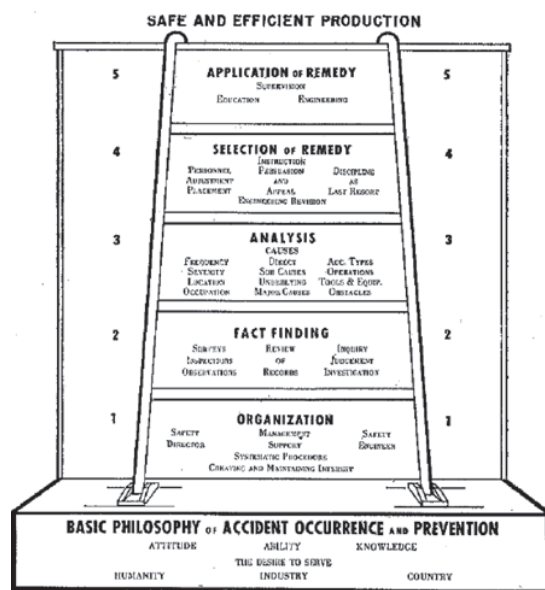 SAFE AND EFFICIENT PRODUCTION
5 APPLICATION OF REMEDY 5
SUPERVISION
EDUCATION ENGINEERING
4 SELECTION OF REMEDY 4
INSTRUCTION
PERSONNEL PERSUASION DISCIPLINE
ADJUSTMENT AND AS
PLACEMENT APPEAL LAST RESORT
ENGINEERING REVISION
3 ANALYSIS 3
CAUSES
FREQUENCY DIRECT ACC. TYPES
SEVERITY SUB CAUSES OPERATIONS
LOCATION UNDERLYING TOOLS & EQUIP.
OCCUPATION MAJOR CAUSES OBSTACLES
2 FACT FINDING 2
SURVEYS REVIEW INQUIRY
INSPECTIONS OF JUDGEMENT
OBSERVATIONS RECORDS INVESTIGATION
1 ORGANIZATION 1
SAFETY MANAGEMENT SAFETY
DIRECTOR SUPPORT ENGINEER
SYSTEMATIC PROCEDURE
CREATING AND MAINTAINING INTEREST
BASIC PHILOSOPHY OF ACCIDENT OCCURRENCE AND PREVENTION
ATTITUDE ABILITY KNOWLEDGE
THE DESIRE TO SERVE
HUMANITY INDUSTRY COUNTRY